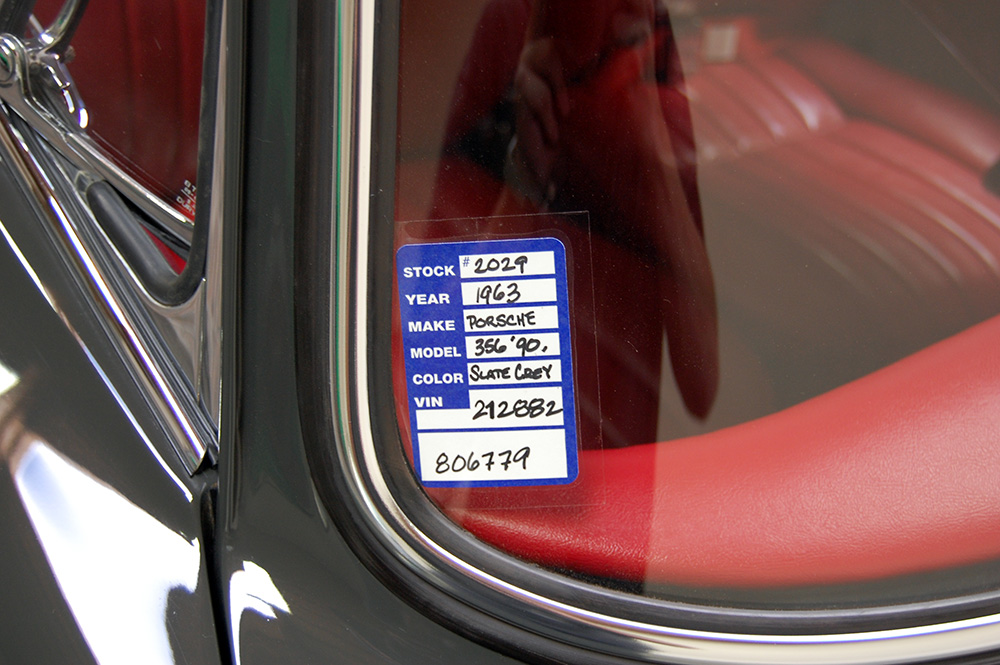 STOCK # 2029
YEAR 1963
MAKE PORSCHE
MODEL 356'90.
COLOR SLATE GREY
VIN 212882
806779